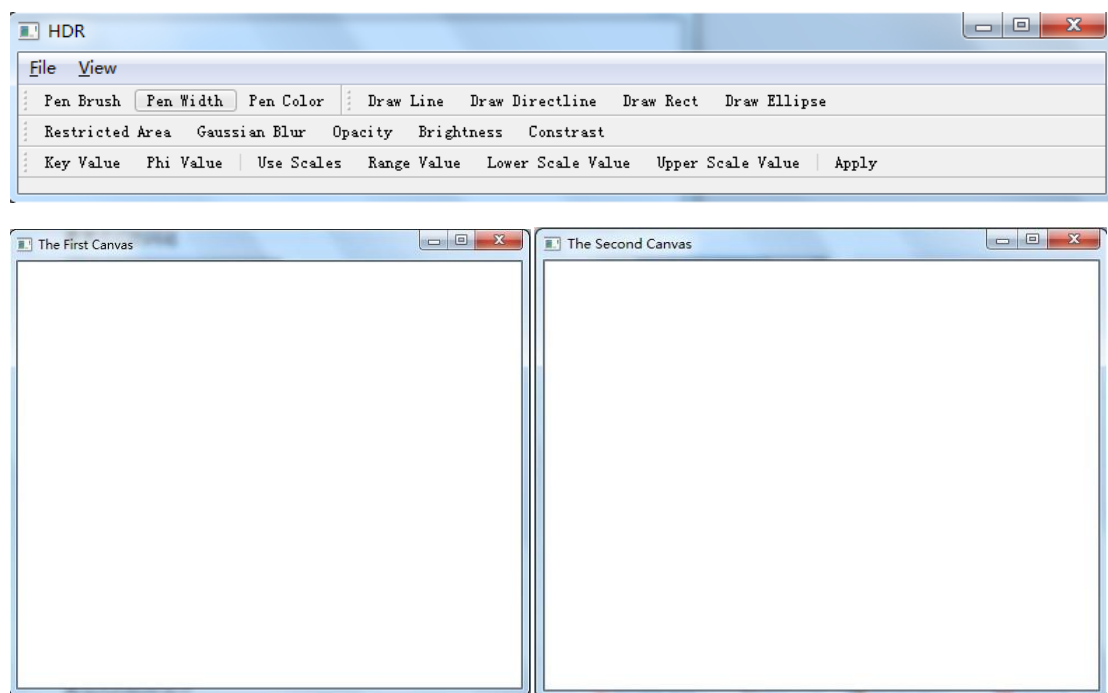 HDR
File View
Pen Brush Pen Width Pen Color Draw Line Draw Directline Draw Rect Draw Ellipse
Restricted Area Gaussian Blur Opacity Brightness Constrast
Key Value Phi Value Use Scales Range Value Lower Scale Value Upper Scale Value Apply
The First Canvas
The Second Canvas